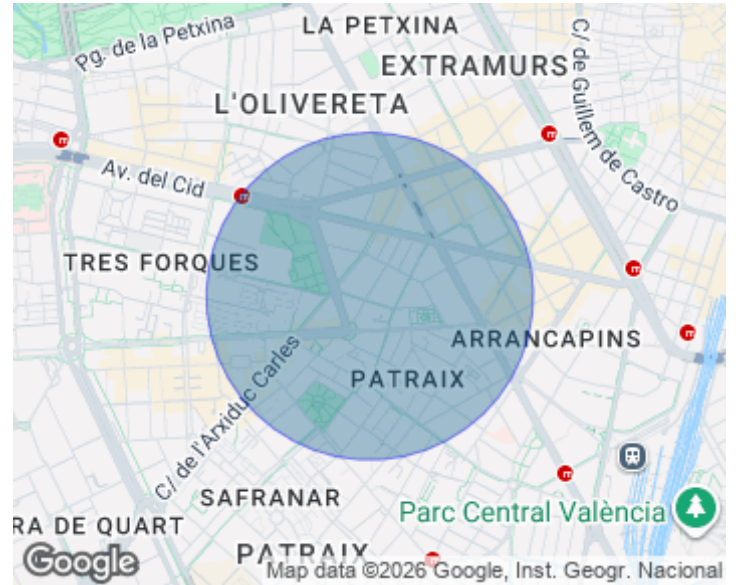 LA PETXINA
Pg. de la Petxina
EXTRAMURS
C/ de Guillem de Castro
L'OLIVERETA
Av. del Cid
TRES FORQUES
ARRANCAPINS
C/ de l'Arxiduc Carles
PATRAIX
SAFRANAR
Parc Central València
RA DE QUART
PATRAIX
Google
Map data ©2026 Google, Inst. Geogr. Nacional